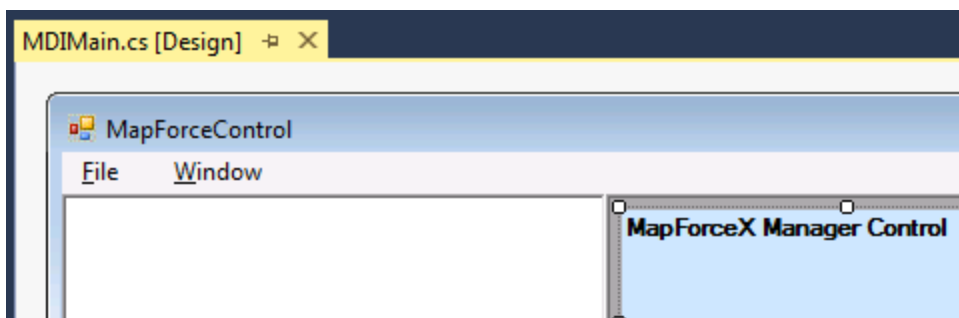 MDIMain.cs [Design]
MapForceControl
File Window
MapForceX Manager Control